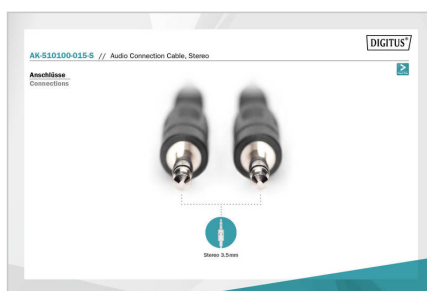 DIGITUS®
AK-510100-015-S // Audio Connection Cable, Stereo
Anschlüsse
Connections
Stereo 3.5mm